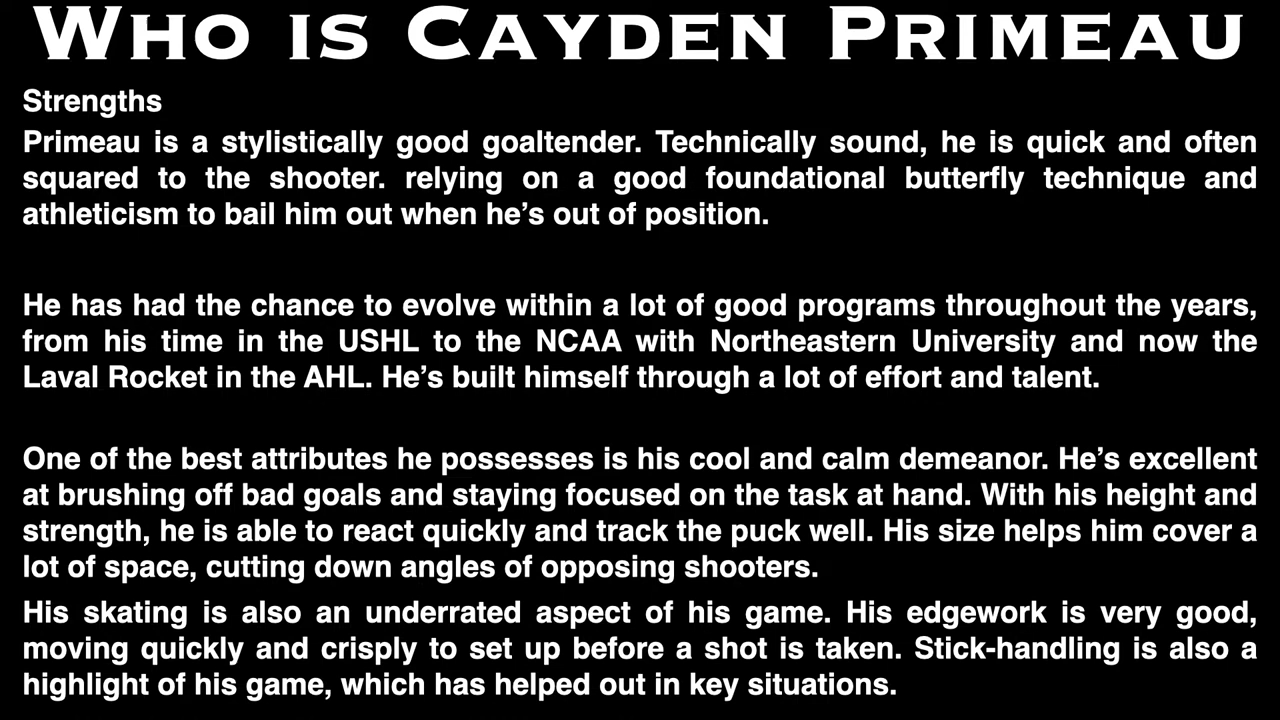 WHO IS CAYDEN PRIMEAU
Strengths
Primeau is a stylistically good goaltender. Technically sound, he is quick and often
squared to the shooter. relying on a good foundational butterfly technique and
athleticism to bail him out when he’s out of position.
He has had the chance to evolve within a lot of good programs throughout the years,
from his time in the USHL to the NCAA with Northeastern University and now the
Laval Rocket in the AHL. He’s built himself through a lot of effort and talent.
One of the best attributes he possesses is his cool and calm demeanor. He’s excellent
at brushing off bad goals and staying focused on the task at hand. With his height and
strength, he is able to react quickly and track the puck well. His size helps him cover a
lot of space, cutting down angles of opposing shooters.
His skating is also an underrated aspect of his game. His edgework is very good,
moving quickly and crisply to set up before a shot is taken. Stick-handling is also a
highlight of his game, which has helped out in key situations.